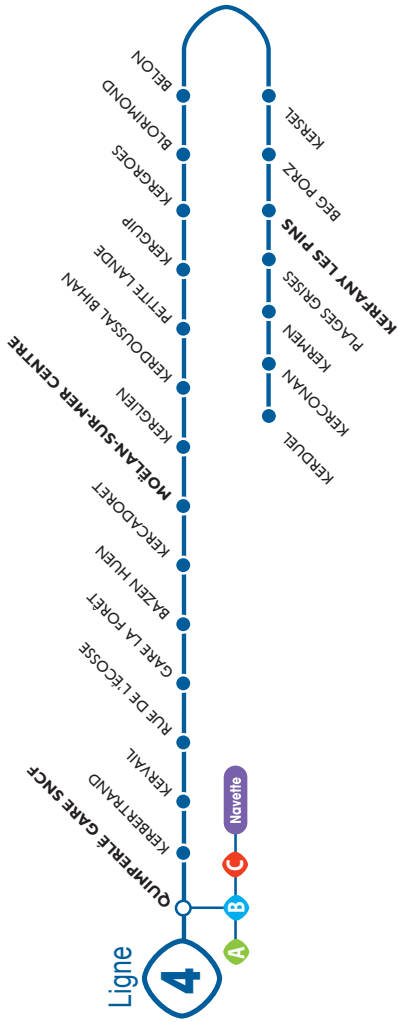 Ligne
4
A
B
C
Navette
QUIMPERLÉ GARE SNCF
KERBERTRAND
KERVAIL
RUE DE L'ÉCOSSE
GARE LA FORÊT
BAZEN HUEN
KERCADORET
MOËLAN-SUR-MER CENTRE
KERGLIEN
KERDOUSSAL BIHAN
PETITE LANDE
KERGUIP
KERGROES
BLORIMOND
BELON
KERSEL
BEG PORZ
KERFANY LES PINS
PLAGES GRISES
KERMEN
KERCONAN
KERDUEL